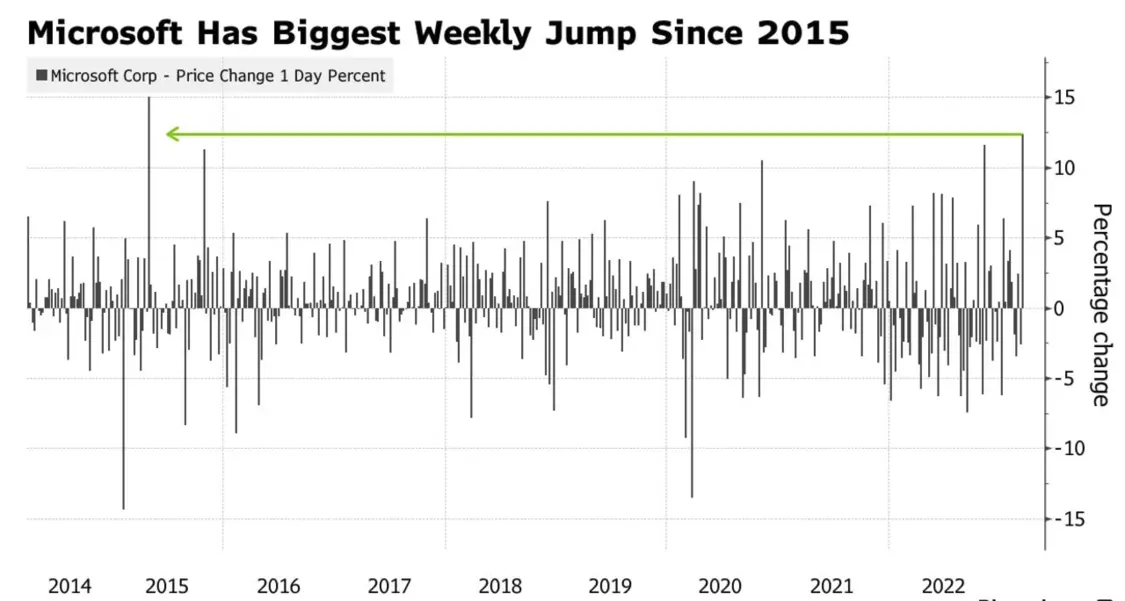 Microsoft Has Biggest Weekly Jump Since 2015
Microsoft Corp - Price Change 1 Day Percent
15
10
5
0
-5
-10
-15
Percentage change
2014 2015 2016 2017 2018 2019 2020 2021 2022